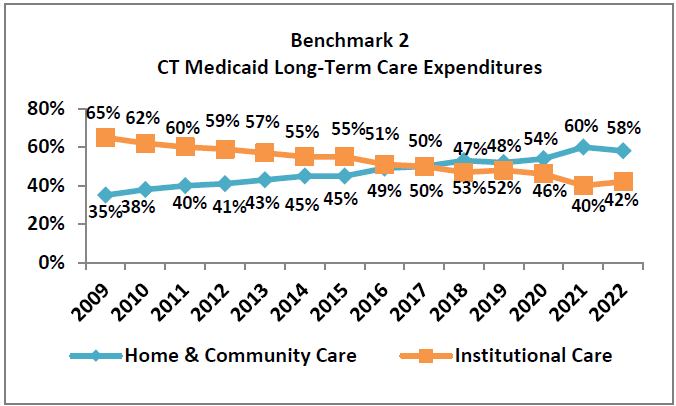 Benchmark 2
CT Medicaid Long-Term Care Expenditures
80%
60%
40%
20%
0%
65% 62% 60% 59% 57% 55% 55% 51% 50% 47% 48% 54% 60% 58%
35% 38% 40% 41% 43% 45% 45% 49% 50% 53% 52% 46% 40% 42%
2009 2010 2011 2012 2013 2014 2015 2016 2017 2018 2019 2020 2021 2022
Home & Community Care Institutional Care